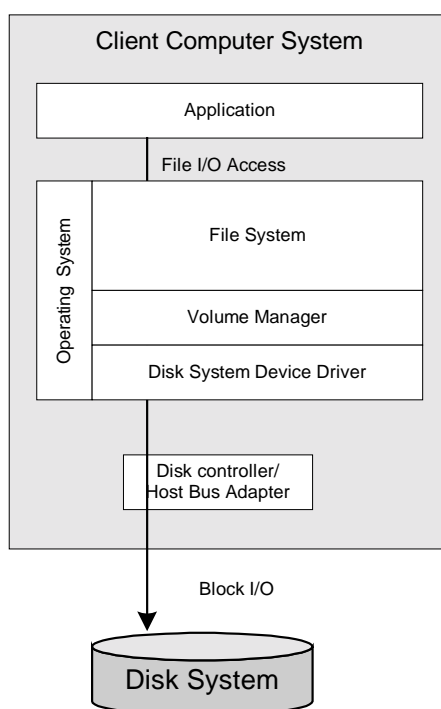 Client Computer System
Application
File I/O Access
Operating System
File System
Volume Manager
Disk System Device Driver
Disk controller/
Host Bus Adapter
Block I/O
Disk System